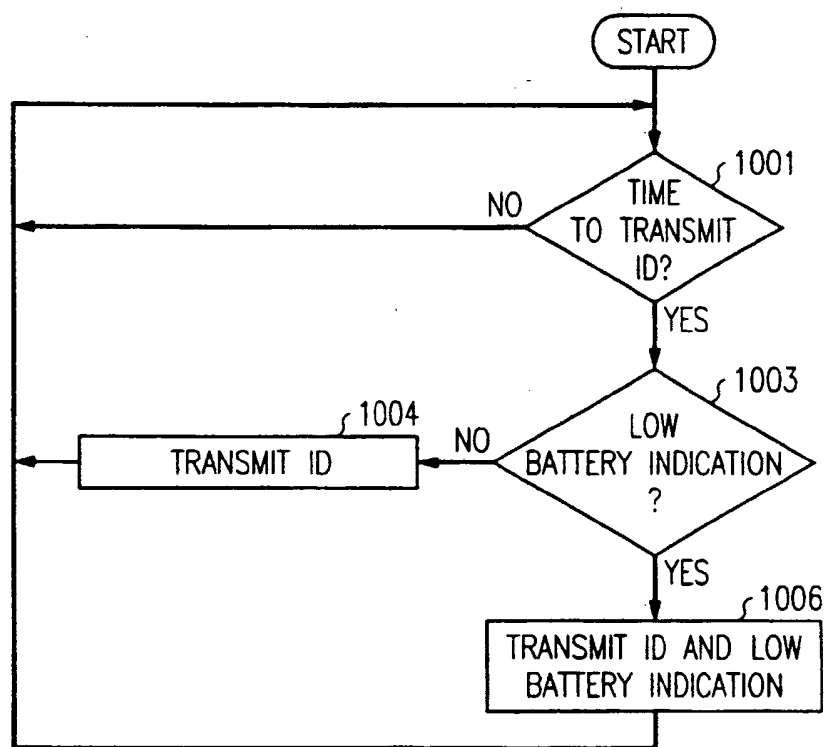 START
1001
TIME
TO TRANSMIT
ID?
NO
YES
1003
LOW
BATTERY INDICATION
?
NO
1004
TRANSMIT ID
YES
1006
TRANSMIT ID AND LOW
BATTERY INDICATION